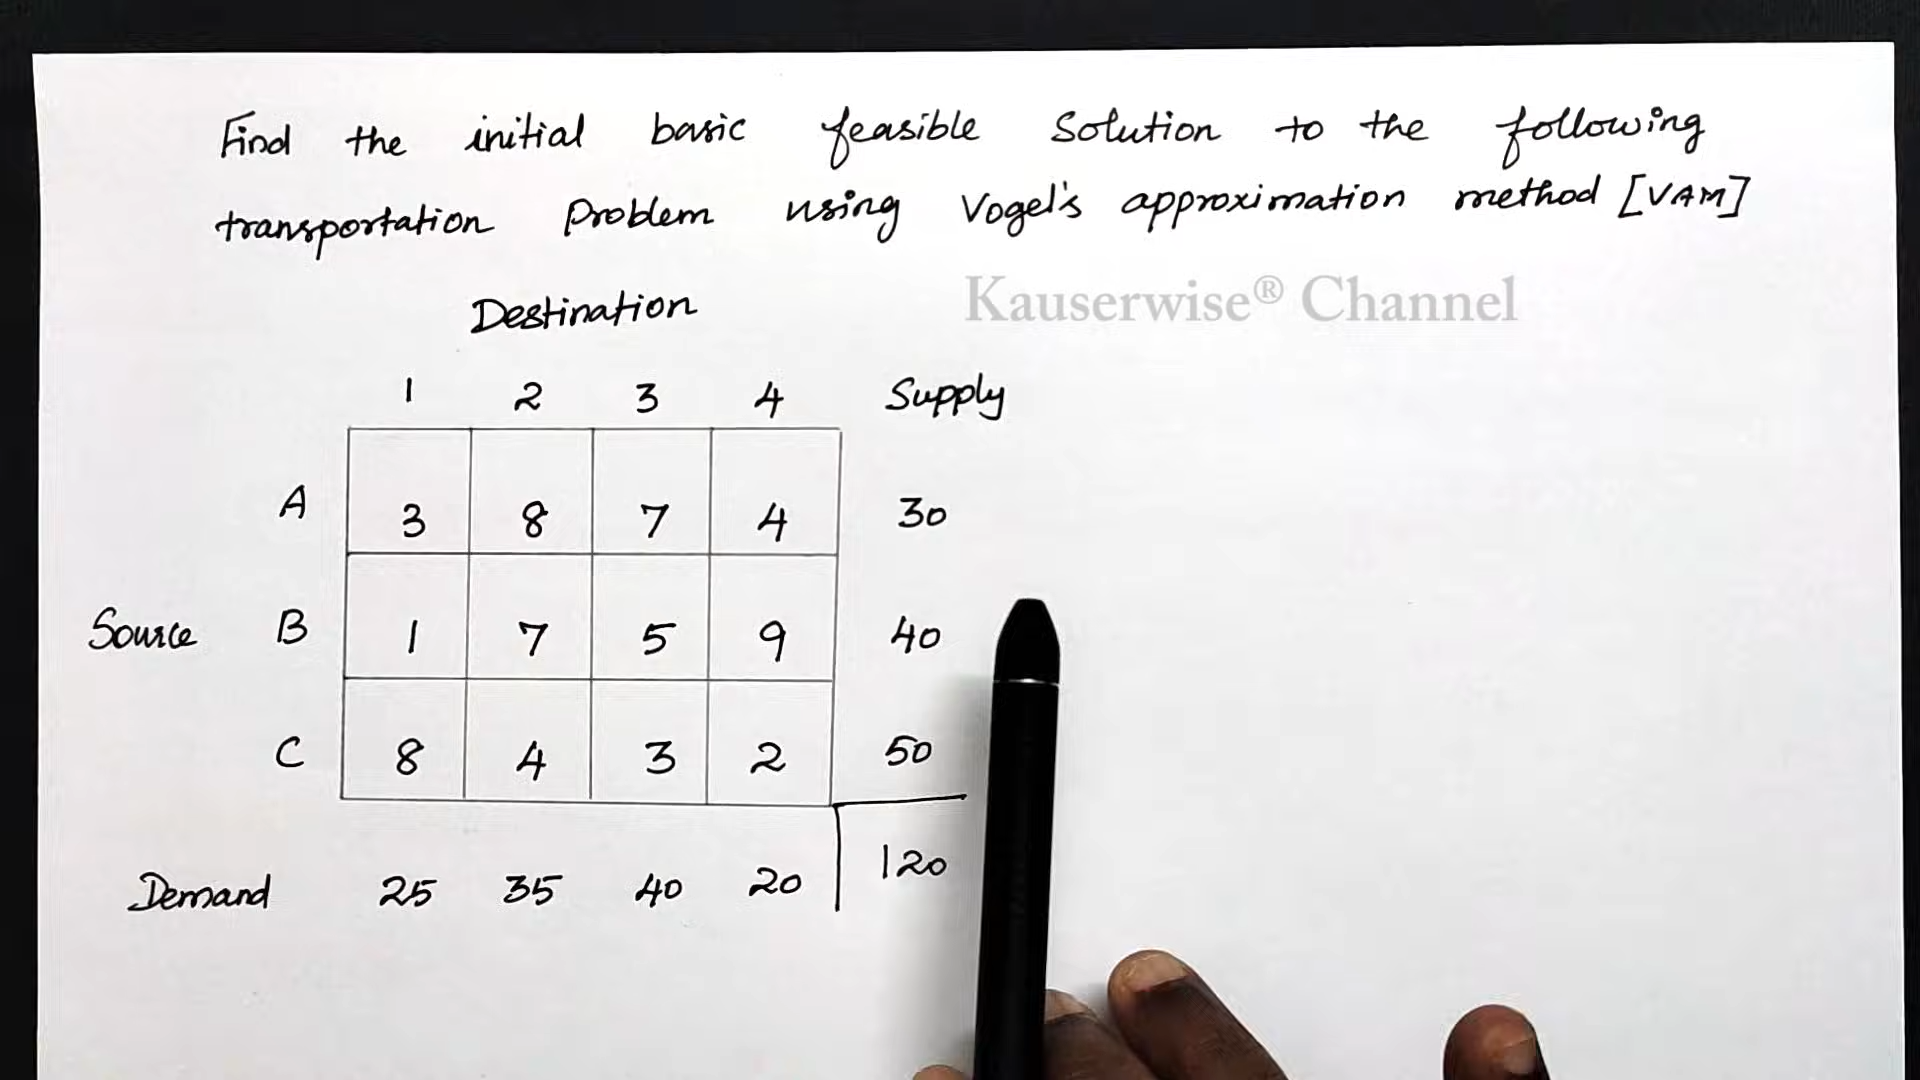 Find the initial basic feasible Solution to the following
transportation Problem using Vogel's approximation method [VAM]
Kauserwise® Channel
Destination
1 2 3 4 Supply
A 3 8 7 4 30
Source B 1 7 5 9 40
C 8 4 3 2 50
Demand 25 35 40 20 120